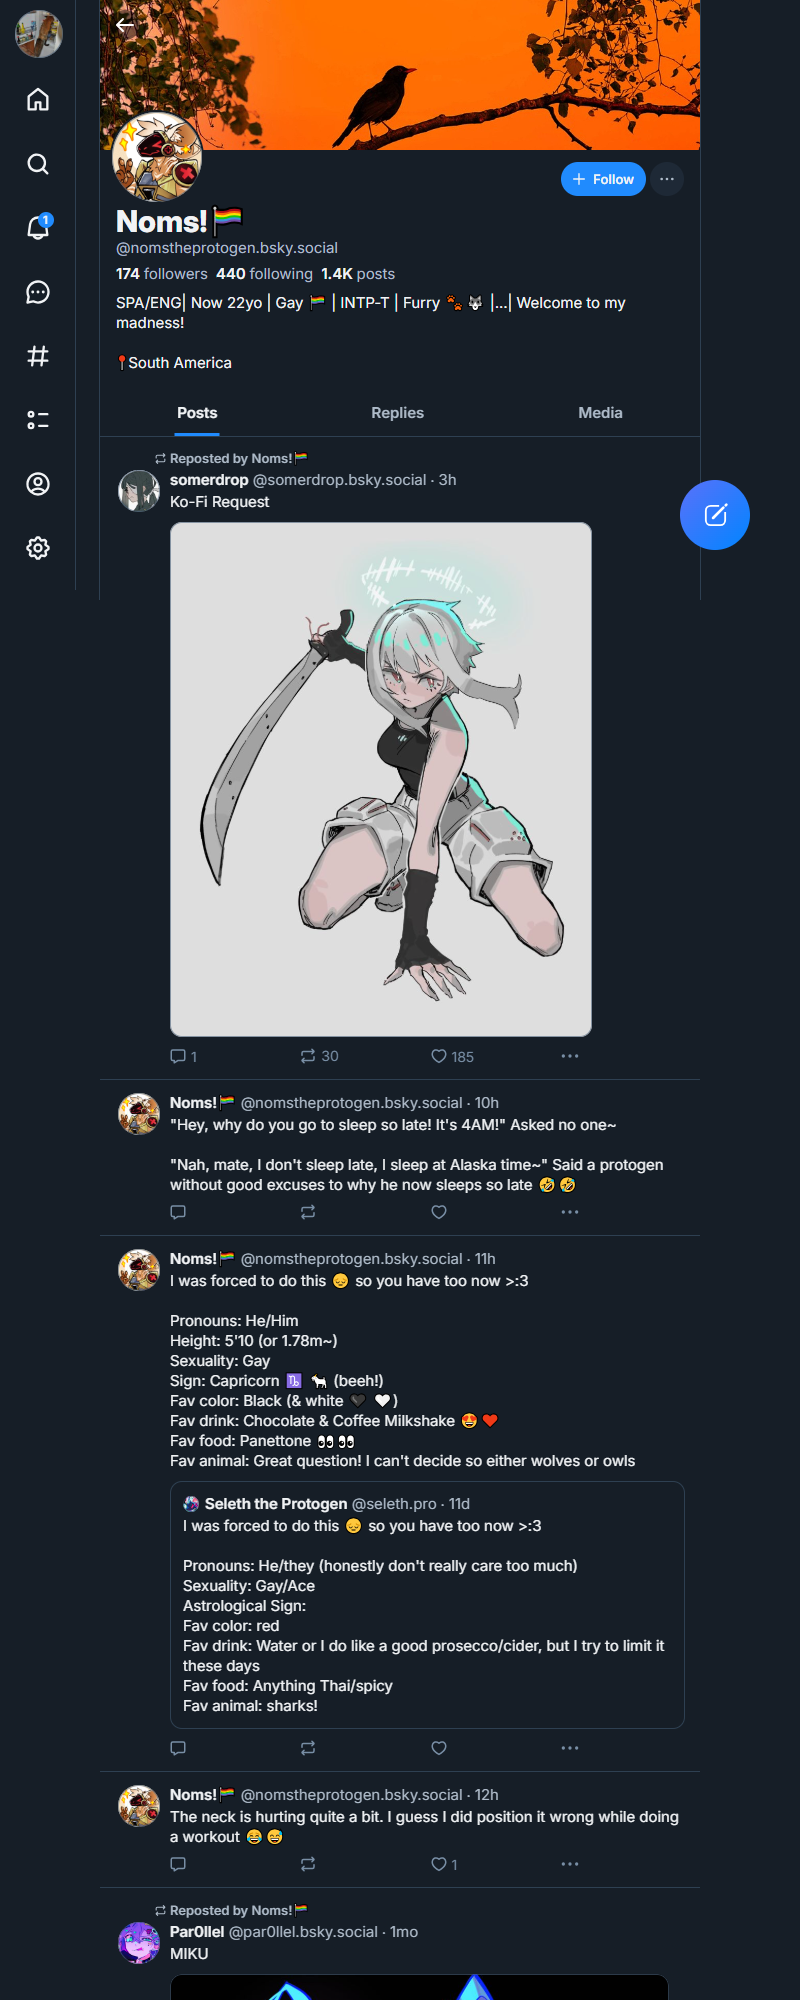 1
Follow
Noms!🏳️‍🌈
@nomstheprotogen.bsky.social
174 followers 440 following 1.4K posts
SPA/ENG| Now 22yo | Gay 🏳️‍🌈 | INTP-T | Furry 🐾 🐺 |...| Welcome to my
madness!
📍South America
Posts Replies Media
Reposted by Noms!🏳️‍🌈
somerdrop @somerdrop.bsky.social · 3h
Ko-Fi Request
1 30 185
Noms!🏳️‍🌈 @nomstheprotogen.bsky.social · 10h
"Hey, why do you go to sleep so late! It's 4AM!" Asked no one~
"Nah, mate, I don't sleep late, I sleep at Alaska time~" Said a protogen
without good excuses to why he now sleeps so late 🤣 🤣
Noms!🏳️‍🌈 @nomstheprotogen.bsky.social · 11h
I was forced to do this 😔 so you have too now >:3
Pronouns: He/Him
Height: 5'10 (or 1.78m~)
Sexuality: Gay
Sign: Capricorn ♑ 🐐 (beeh!)
Fav color: Black (& white 🖤 🤍)
Fav drink: Chocolate & Coffee Milkshake 🤩 ❤️
Fav food: Panettone 👀 👀
Fav animal: Great question! I can't decide so either wolves or owls
Seleth the Protogen @seleth.pro · 11d
I was forced to do this 😔 so you have too now >:3
Pronouns: He/they (honestly don't really care too much)
Sexuality: Gay/Ace
Astrological Sign:
Fav color: red
Fav drink: Water or I do like a good prosecco/cider, but I try to limit it
these days
Fav food: Anything Thai/spicy
Fav animal: sharks!
Noms!🏳️‍🌈 @nomstheprotogen.bsky.social · 12h
The neck is hurting quite a bit. I guess I did position it wrong while doing
a workout 😂 😅
1
Reposted by Noms!🏳️‍🌈
Par0llel @par0llel.bsky.social · 1mo
MIKU